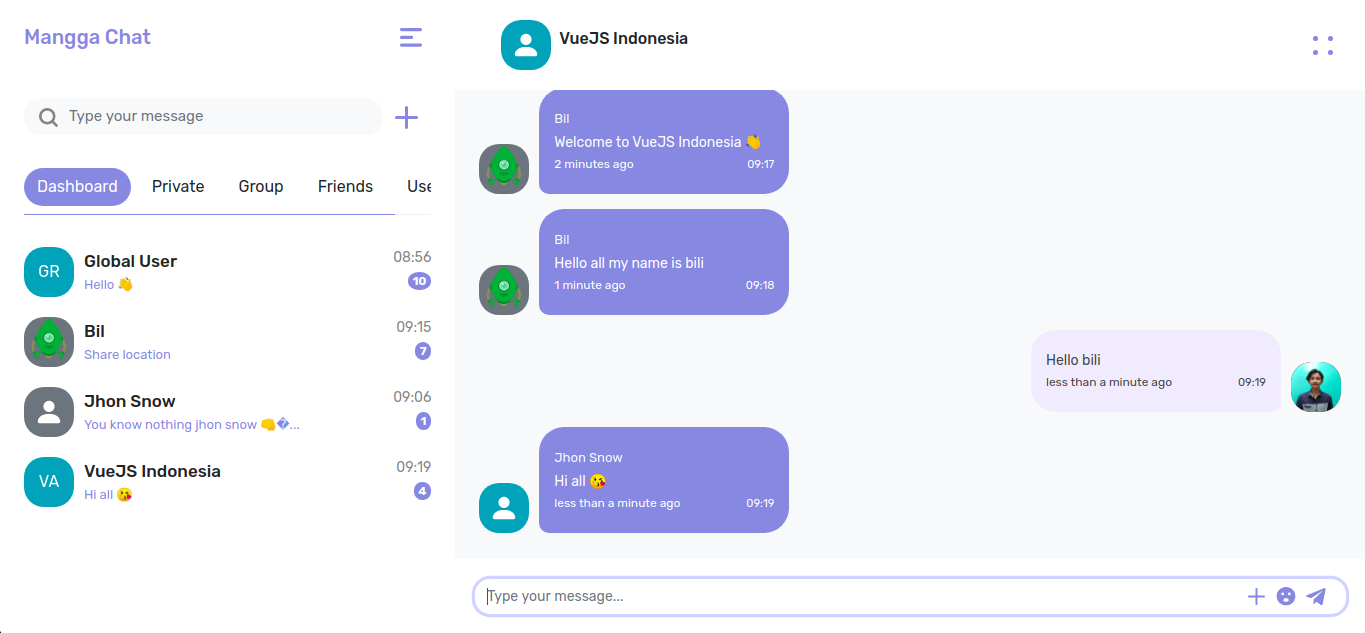 Mangga Chat
Type your message
Dashboard Private Group Friends Use
GR
Global User 08:56
Hello 👋 10
Bil 09:15
Share location 7
Jhon Snow 09:06
You know nothing jhon snow 👊�... 1
VA
VueJS Indonesia 09:19
Hi all 😘 4
VueJS Indonesia
Bil
Welcome to VueJS Indonesia 👋
2 minutes ago 09:17
Bil
Hello all my name is bili
1 minute ago 09:18
Hello bili
less than a minute ago 09:19
Jhon Snow
Hi all 😘
less than a minute ago 09:19
Type your message...